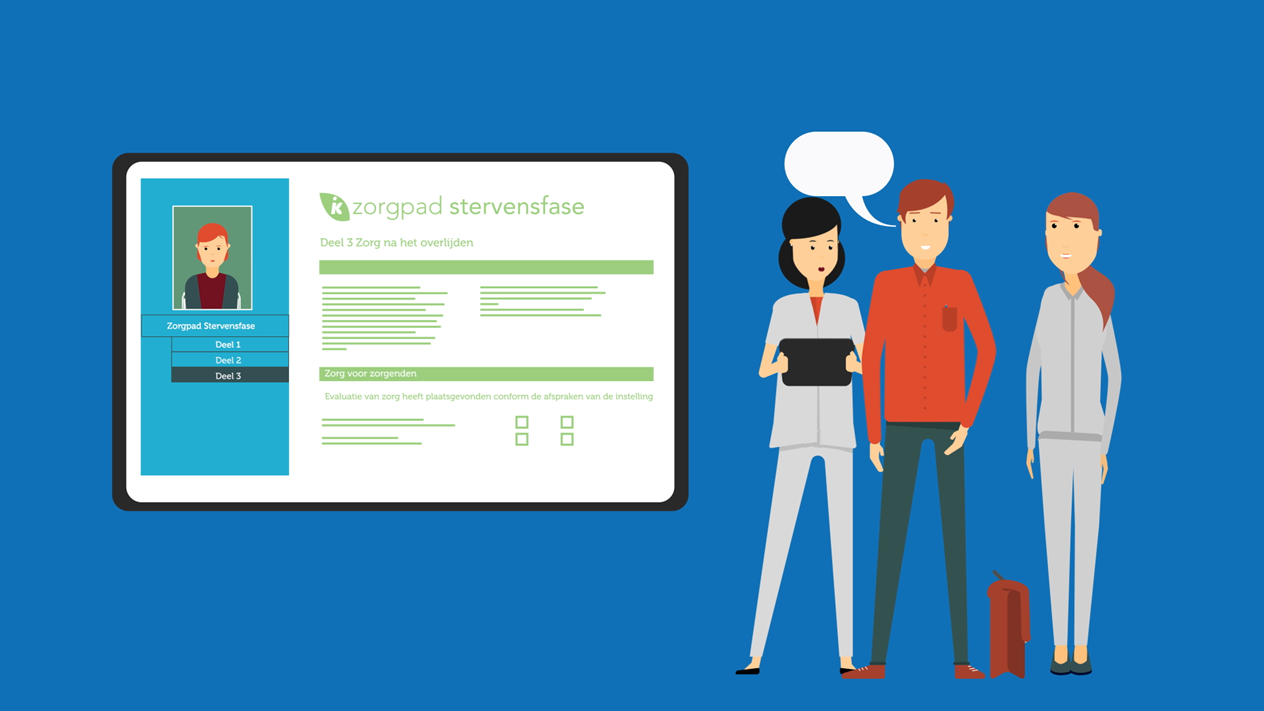 zorgpad stervensfase
Deel 3 Zorg na het overlijden
Zorgpad Stervensfase
Deel 1
Deel 2
Deel 3
Zorg voor zorgenden
Evaluatie van zorg heeft plaatsgevonden conform de afspraken van de instelling